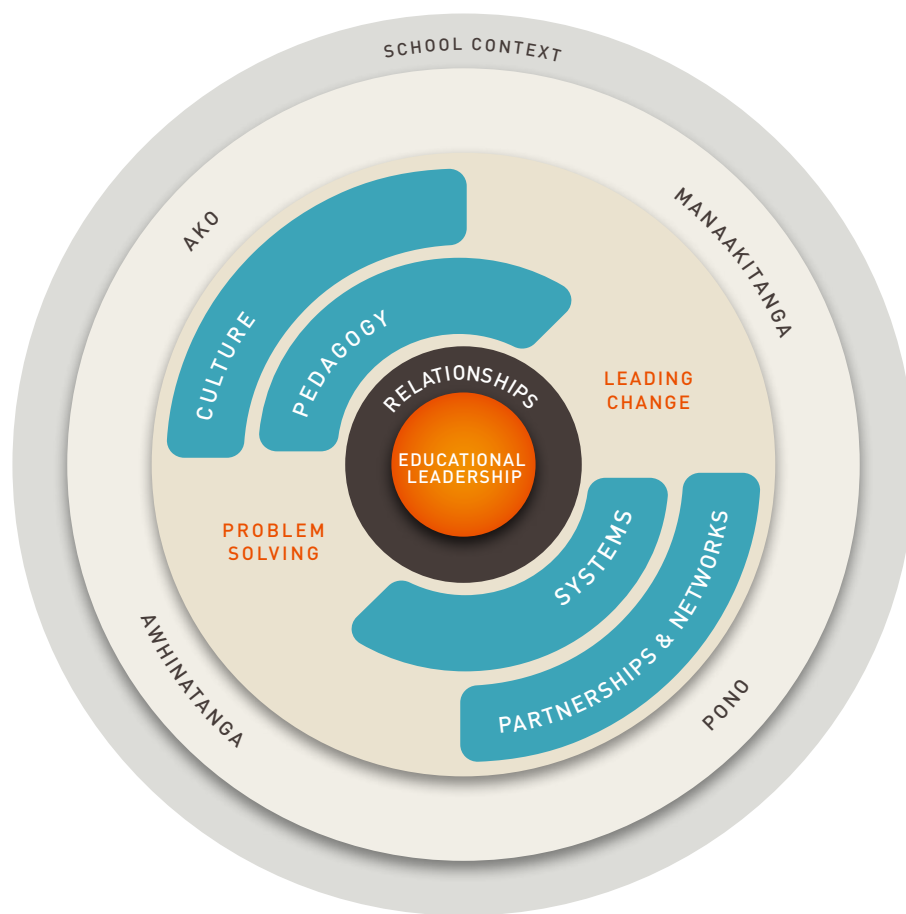 SCHOOL CONTEXT
AKO
MANAAKITANGA
CULTURE
PEDAGOGY
RELATIONSHIPS
LEADING
CHANGE
EDUCATIONAL
LEADERSHIP
PROBLEM
SOLVING
SYSTEMS
PARTNERSHIPS & NETWORKS
AWHINATANGA
PONO